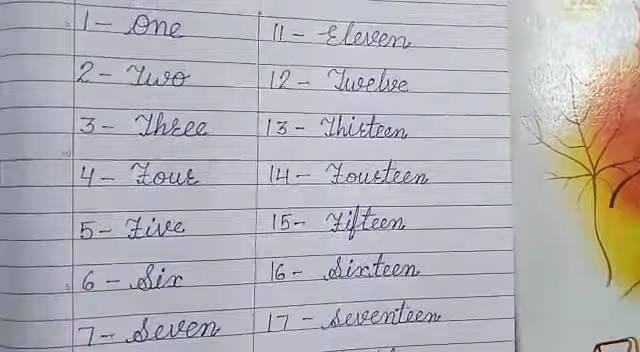 1 - One
2 - Two
3 - Three
4 - Four
5 - Five
6 - Six
7 - Seven
11 - Eleven
12 - Twelve
13 - Thirteen
14 - Fourteen
15 - Fifteen
16 - Sixteen
17 - Seventeen